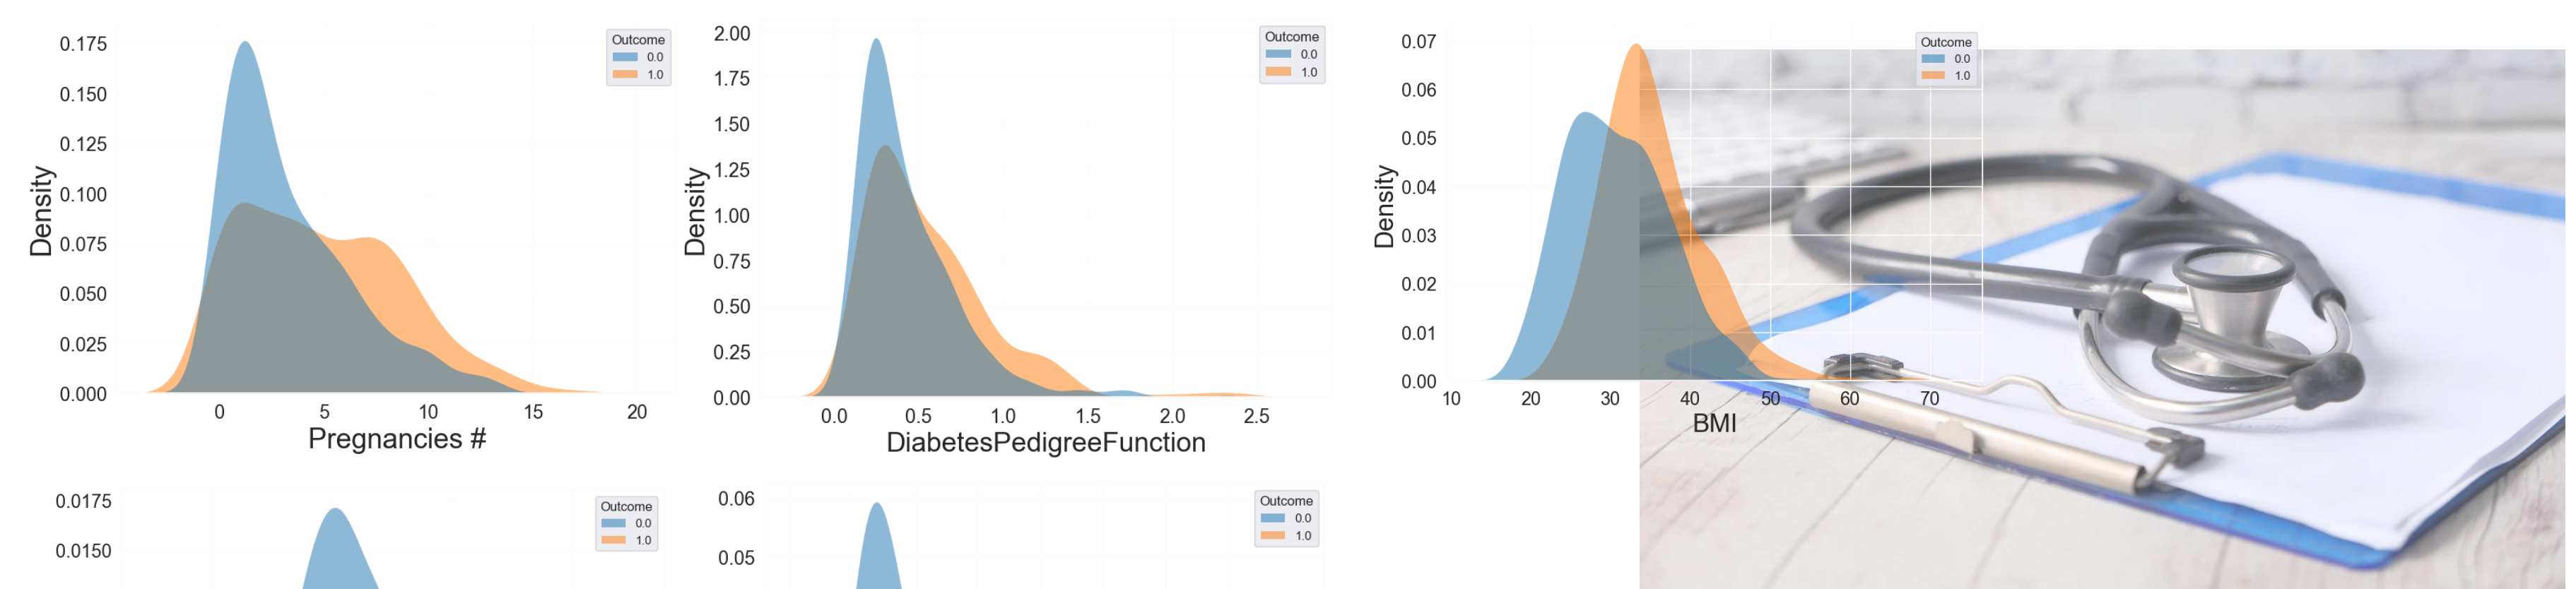 Outcome
0.0
1.0
0.175
0.150
0.125
0.100
0.075
0.050
0.025
0.000
Density
0 5 10 15 20
Pregnancies #
Outcome
0.0
1.0
2.00
1.75
1.50
1.25
1.00
0.75
0.50
0.25
0.00
Density
0.0 0.5 1.0 1.5 2.0 2.5
DiabetesPedigreeFunction
Outcome
0.0
1.0
0.07
0.06
0.05
0.04
0.03
0.02
0.01
0.00
Density
10 20 30 40 50 60 70
BMI
Outcome
0.0
1.0
0.0175
0.0150
Outcome
0.0
1.0
0.06
0.05